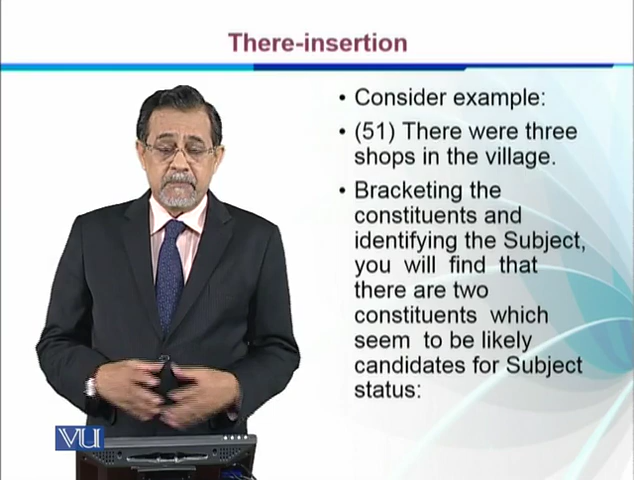 There-insertion
• Consider example:
• (51) There were three
shops in the village.
• Bracketing the
constituents and
identifying the Subject,
you will find that
there are two
constituents which
seem to be likely
candidates for Subject
status:
VU